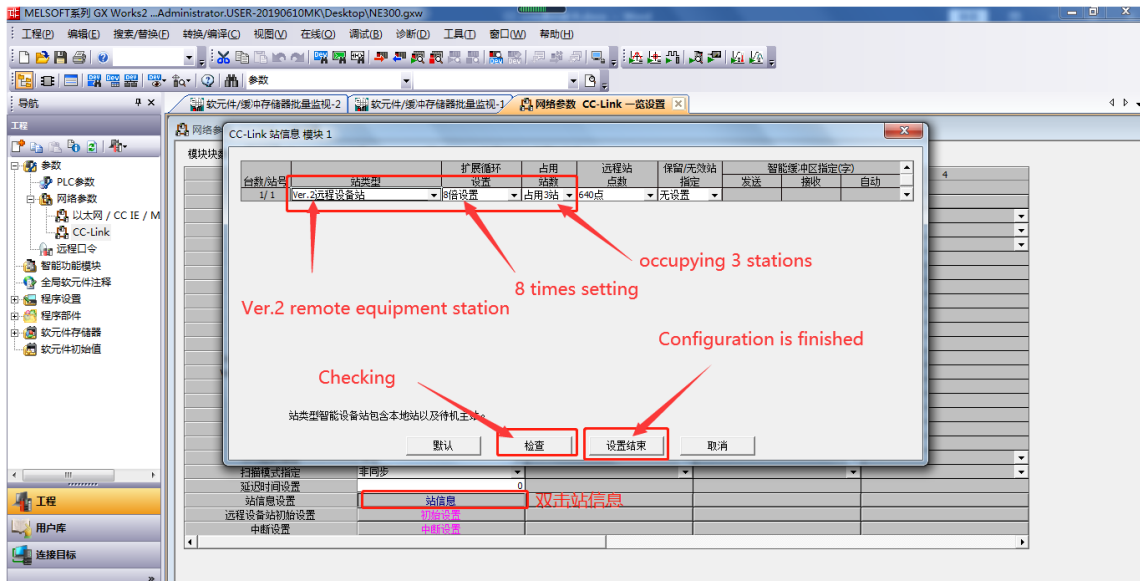 MELSOFT系列 GX Works2 ...Administrator.USER-20190610MK\Desktop\NE300.gxw
工程(P) 编辑(E) 搜索/替换(F) 转换/编译(C) 视图(V) 在线(O) 调试(B) 诊断(D) 工具(T) 窗口(W) 帮助(H)
参数
导航
软元件/缓冲存储器批量监视-2
软元件/缓冲存储器批量监视-1
网络参数 CC-Link 一览设置
工程
参数
PLC参数
网络参数
以太网 / CC IE / M
CC-Link
远程口令
智能功能模块
全局软元件注释
程序设置
程序部件
软元件存储器
软元件初始值
网络参
模块块数
4
CC-Link 站信息 模块 1
台数/站号 站类型 扩展循环设置 占用站数 远程站点数 保留/无效站指定 智能缓冲区指定(字)
发送 接收 自动
1/1 Ver.2远程设备站 8倍设置 占用3站 640点 无设置
occupying 3 stations
8 times setting
Ver.2 remote equipment station
Configuration is finished
Checking
站类型智能设备站包含本地站以及待机主站。
默认 检查 设置结束 取消
扫描模式指定 非同步
延迟时间设置 0
站信息设置 站信息 双击站信息
远程设备站初始设置 初始设置
中断设置 中断设置
工程
用户库
连接目标